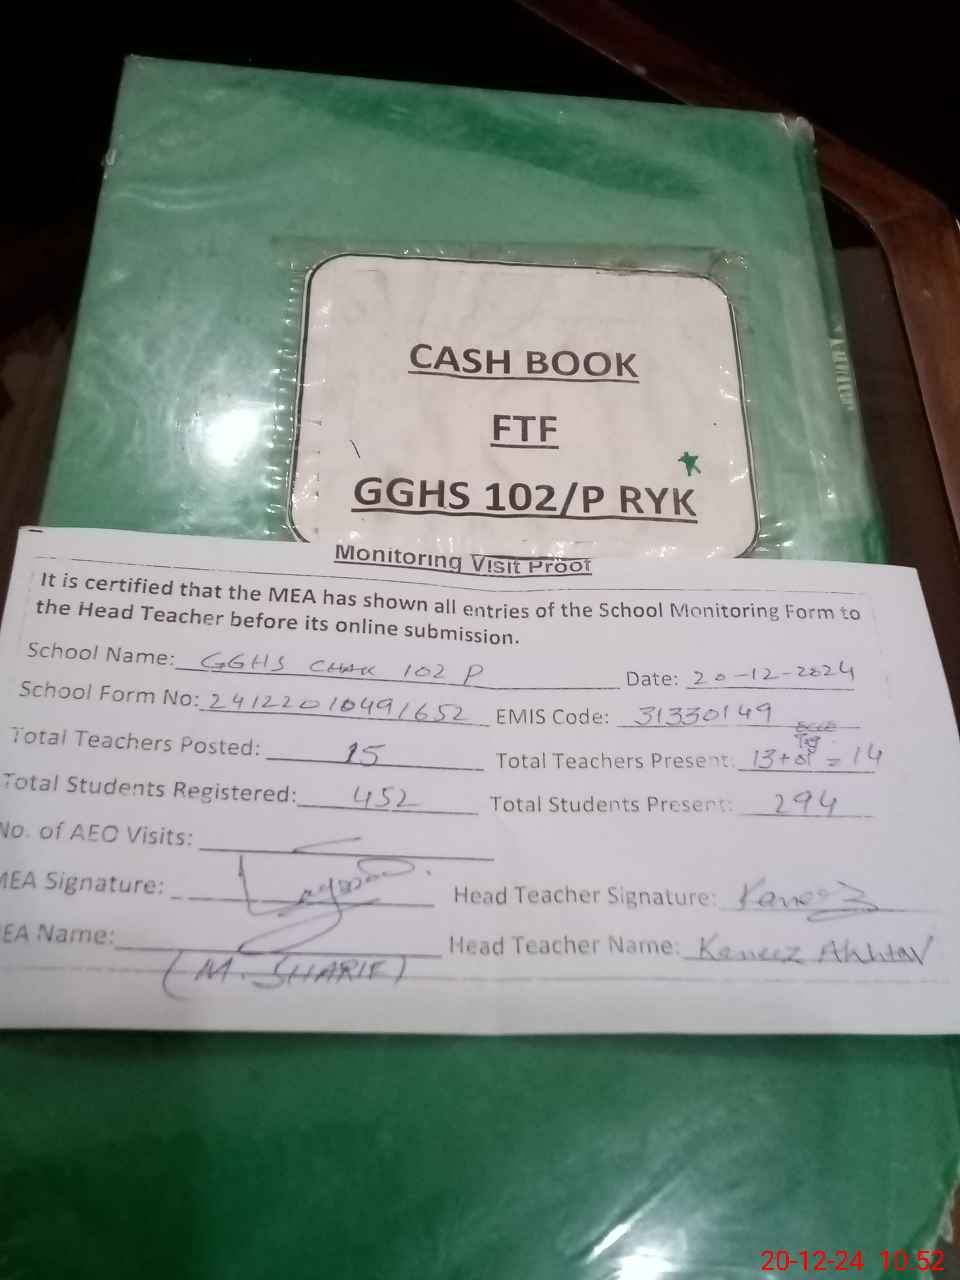 CASH BOOK
FTF
GGHS 102/P RYK
Monitoring Visit Proof
It is certified that the MEA has shown all entries of the School Monitoring Form to
the Head Teacher before its online submission.
School Name: GGHS CHAK 102 P Date: 20-12-2024
School Form No: 24122010491652 EMIS Code: 31330149
Total Teachers Posted: 15 Total Teachers Present: 13+01 = 14
Total Students Registered: 452 Total Students Present: 294
No. of AEO Visits: —
MEA Signature: Head Teacher Signature: Kaneez
EA Name: Head Teacher Name: Kaneez Akhtar
(M. SHARIF)
20-12-24 10:52